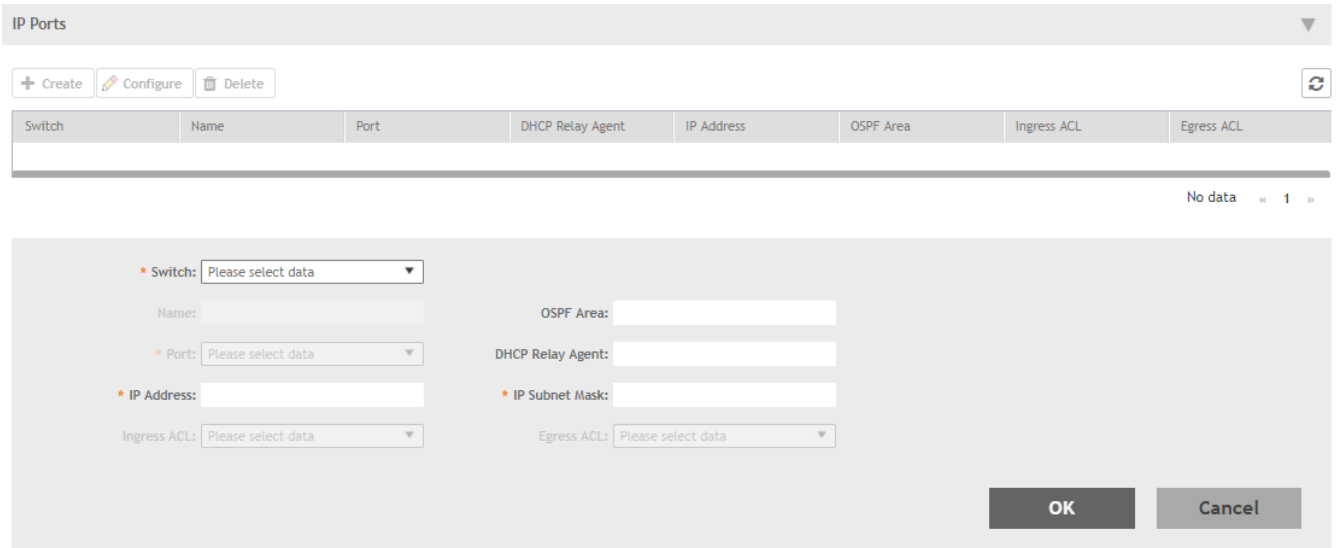 IP Ports
Create Configure Delete
Switch Name Port DHCP Relay Agent IP Address OSPF Area Ingress ACL Egress ACL
No data « 1 »
* Switch: Please select data
Name: OSPF Area:
* Port: Please select data DHCP Relay Agent:
* IP Address: * IP Subnet Mask:
Ingress ACL: Please select data Egress ACL: Please select data
OK Cancel